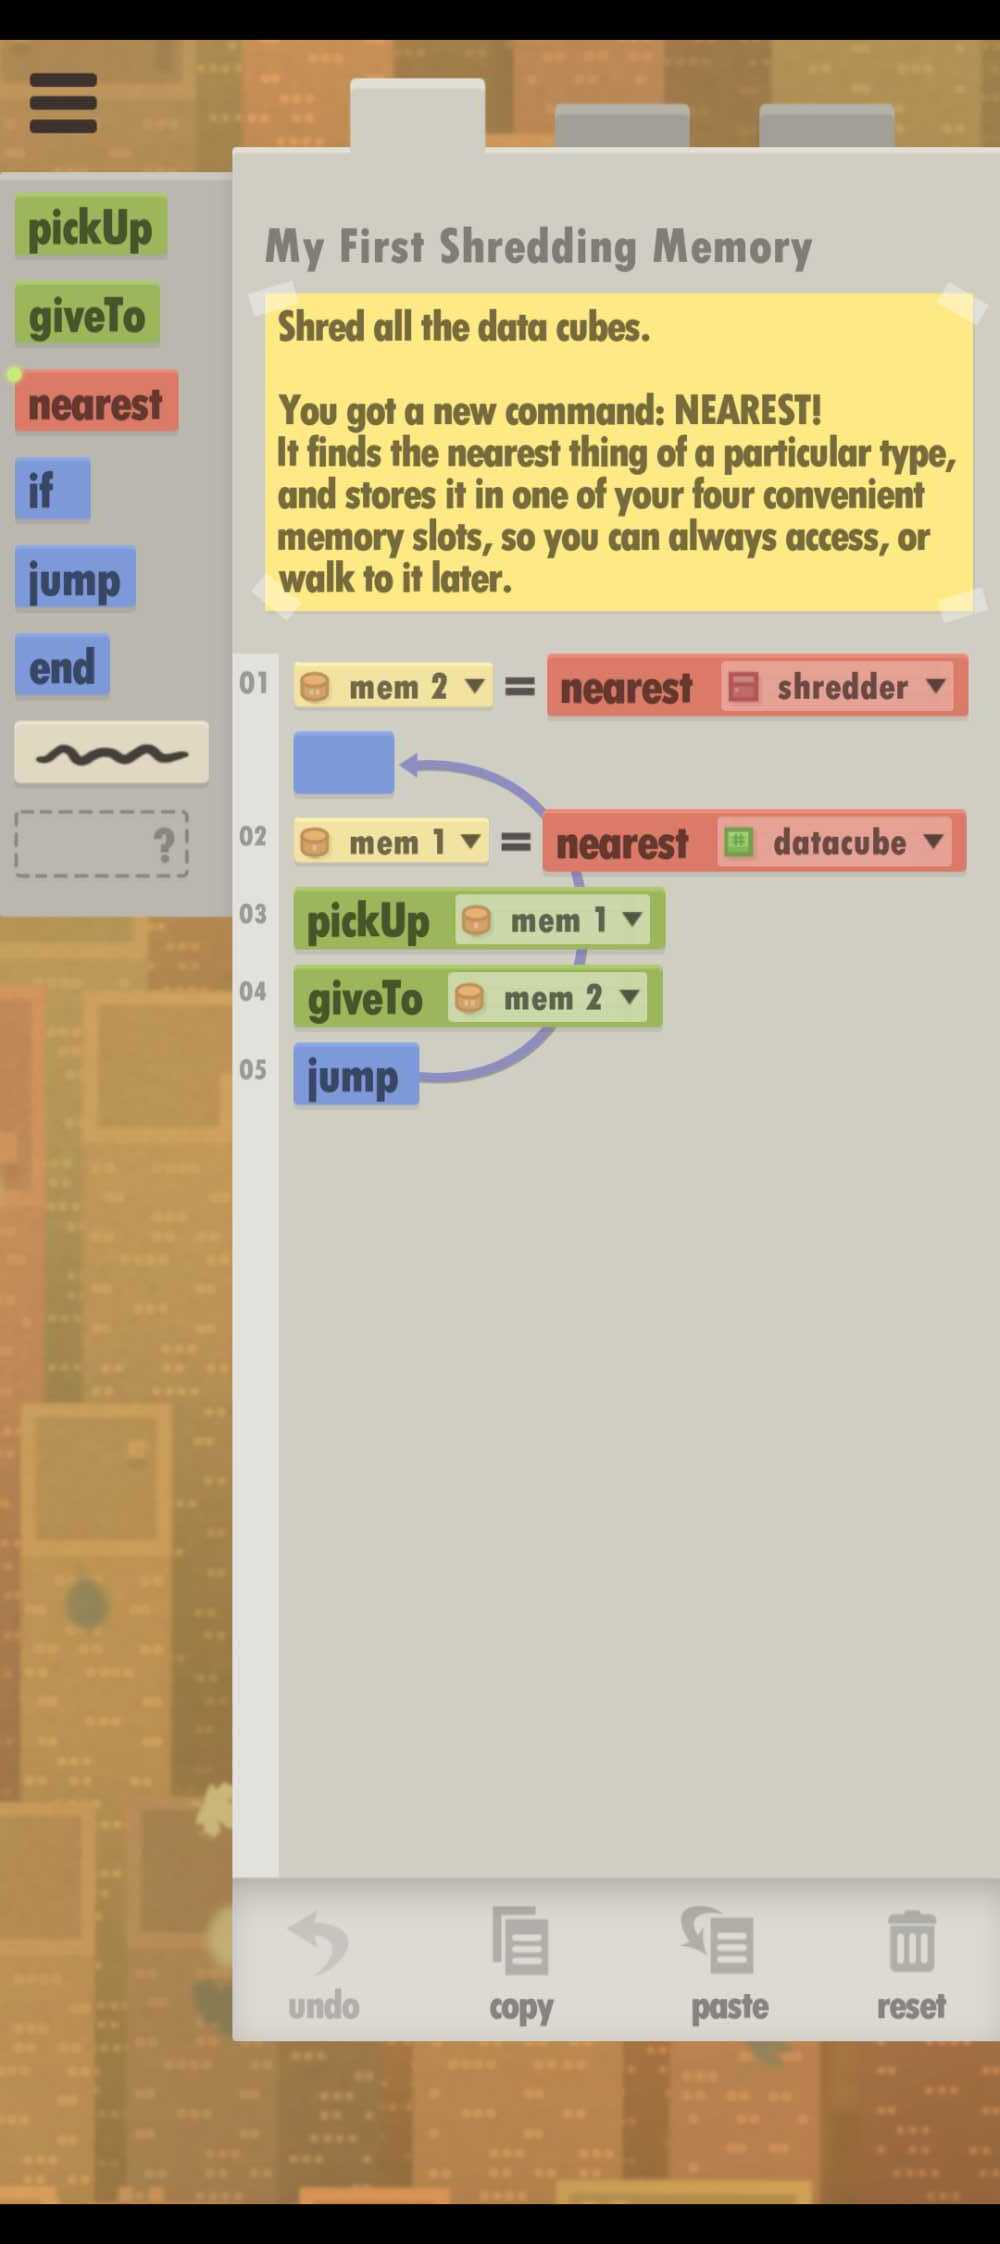 pickUp
giveTo
nearest
if
jump
end
?
My First Shredding Memory
Shred all the data cubes.
You got a new command: NEAREST!
It finds the nearest thing of a particular type,
and stores it in one of your four convenient
memory slots, so you can always access, or
walk to it later.
01 mem 2 = nearest shredder
02 mem 1 = nearest datacube
03 pickUp mem 1
04 giveTo mem 2
05 jump
undo copy paste reset